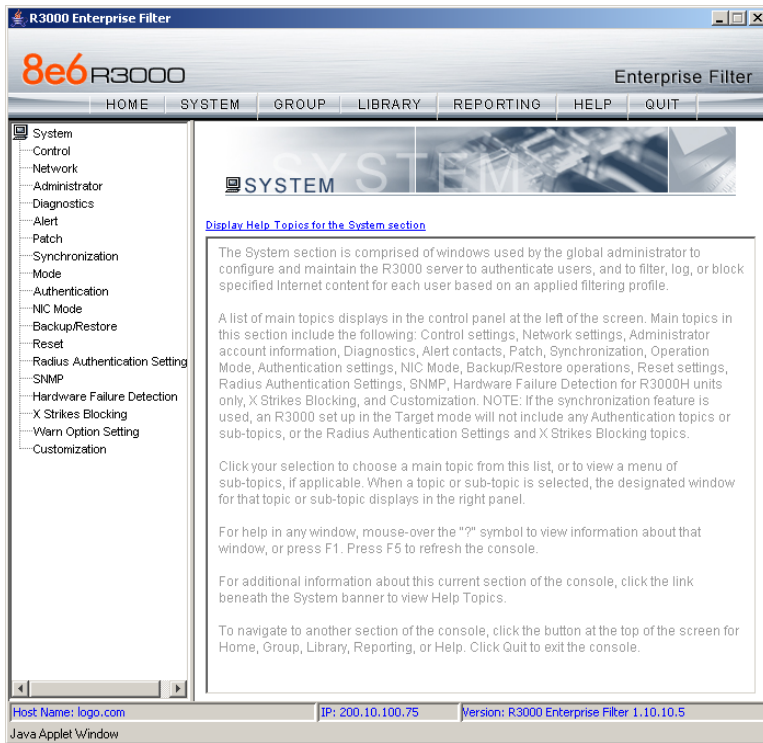 R3000 Enterprise Filter
8e6 R3000
Enterprise Filter
HOME SYSTEM GROUP LIBRARY REPORTING HELP QUIT
System
Control
Network
Administrator
Diagnostics
Alert
Patch
Synchronization
Mode
Authentication
NIC Mode
Backup/Restore
Reset
Radius Authentication Setting
SNMP
Hardware Failure Detection
X Strikes Blocking
Warn Option Setting
Customization
SYSTEM
SYSTEM
Display Help Topics for the System section
The System section is comprised of windows used by the global administrator to
configure and maintain the R3000 server to authenticate users, and to filter, log, or block
specified Internet content for each user based on an applied filtering profile.
A list of main topics displays in the control panel at the left of the screen. Main topics in
this section include the following: Control settings, Network settings, Administrator
account information, Diagnostics, Alert contacts, Patch, Synchronization, Operation
Mode, Authentication settings, NIC Mode, Backup/Restore operations, Reset settings,
Radius Authentication Settings, SNMP, Hardware Failure Detection for R3000H units
only, X Strikes Blocking, and Customization. NOTE: If the synchronization feature is
used, an R3000 set up in the Target mode will not include any Authentication topics or
sub-topics, or the Radius Authentication Settings and X Strikes Blocking topics.
Click your selection to choose a main topic from this list, or to view a menu of
sub-topics, if applicable. When a topic or sub-topic is selected, the designated window
for that topic or sub-topic displays in the right panel.
For help in any window, mouse-over the "?" symbol to view information about that
window, or press F1. Press F5 to refresh the console.
For additional information about this current section of the console, click the link
beneath the System banner to view Help Topics.
To navigate to another section of the console, click the button at the top of the screen for
Home, Group, Library, Reporting, or Help. Click Quit to exit the console.
Host Name: logo.com IP: 200.10.100.75 Version: R3000 Enterprise Filter 1.10.10.5
Java Applet Window